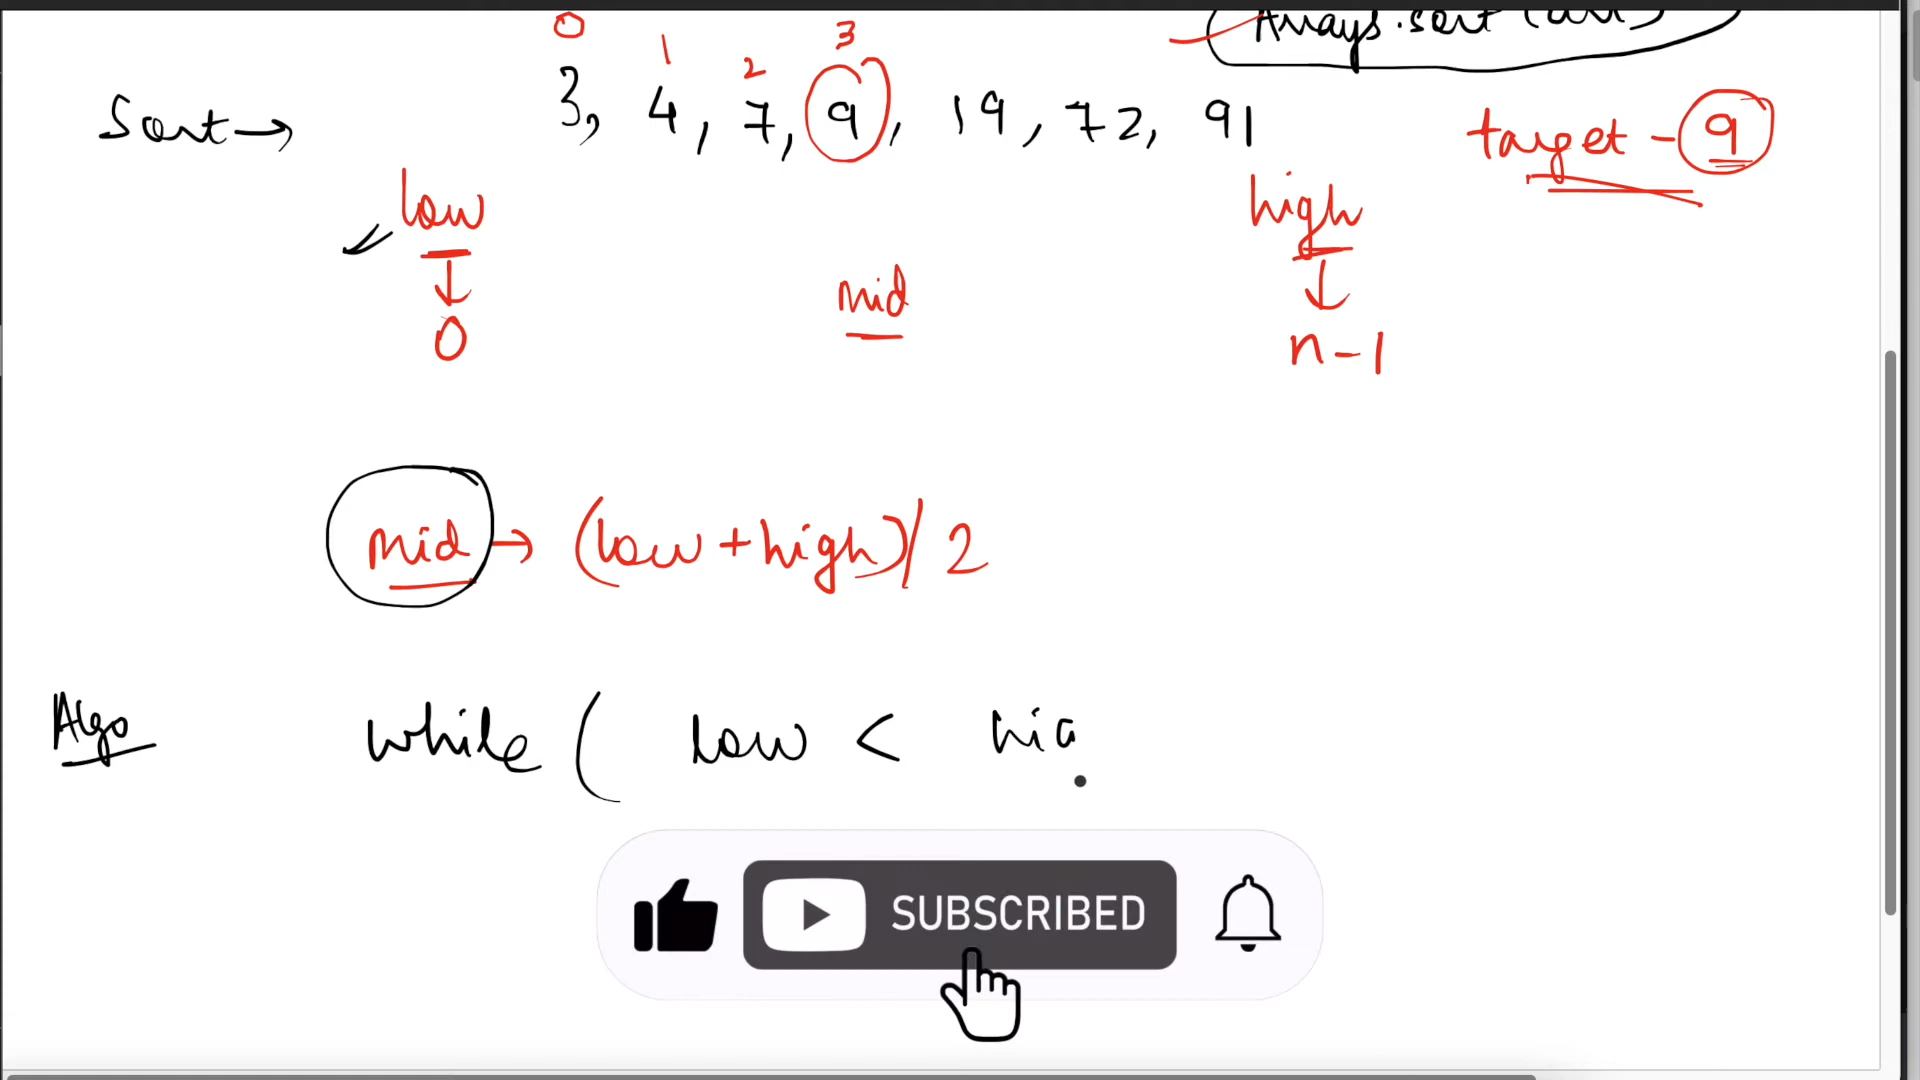 Arrays.sort (arr)
0 1 2 3
Sort → 3, 4, 7, 9, 19, 72, 91
target - 9
low high
mid
0 n-1
mid → (low + high) / 2
Algo while ( low < hig
SUBSCRIBED